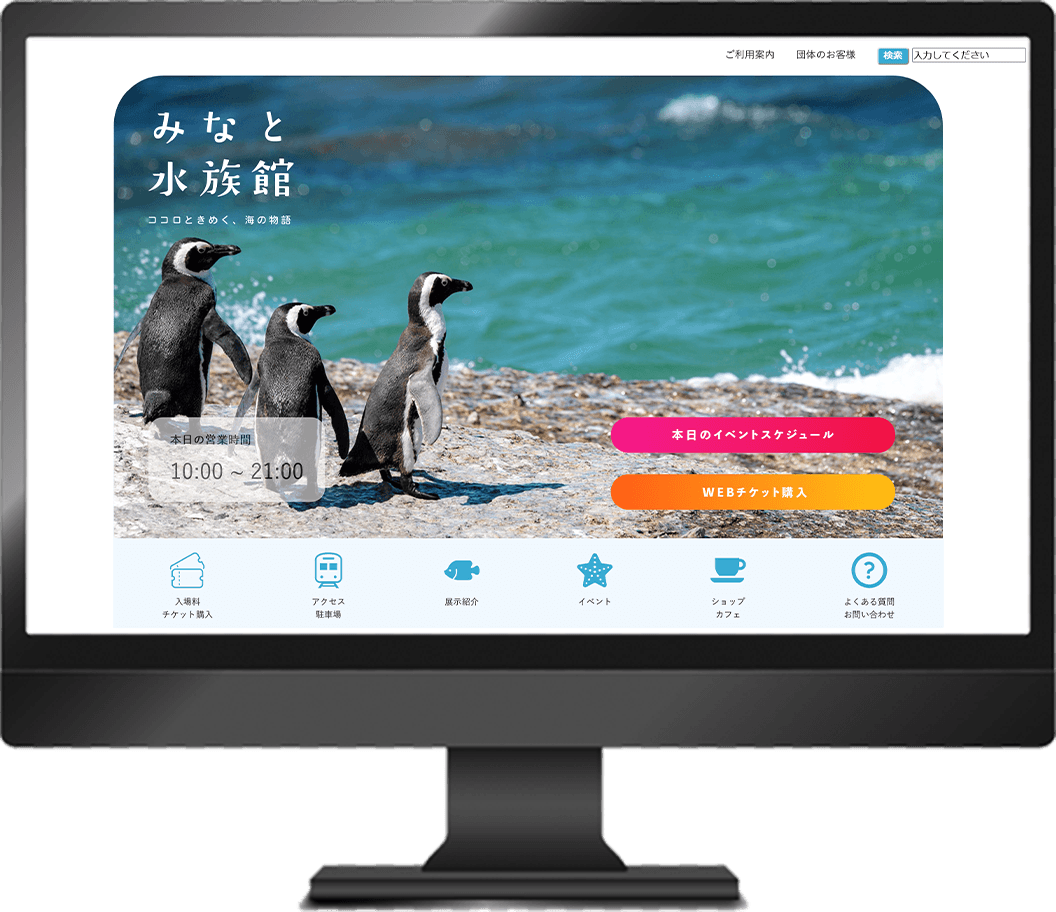 ご利用案内 団体のお客様 検索 入力してください
みなと
水族館
ココロときめく、海の物語
本日の営業時間
10:00 ~ 21:00
本日のイベントスケジュール
WEBチケット購入
入場料
チケット購入
アクセス
駐車場
展示紹介
イベント
ショップ
カフェ
?
よくある質問
お問い合わせ